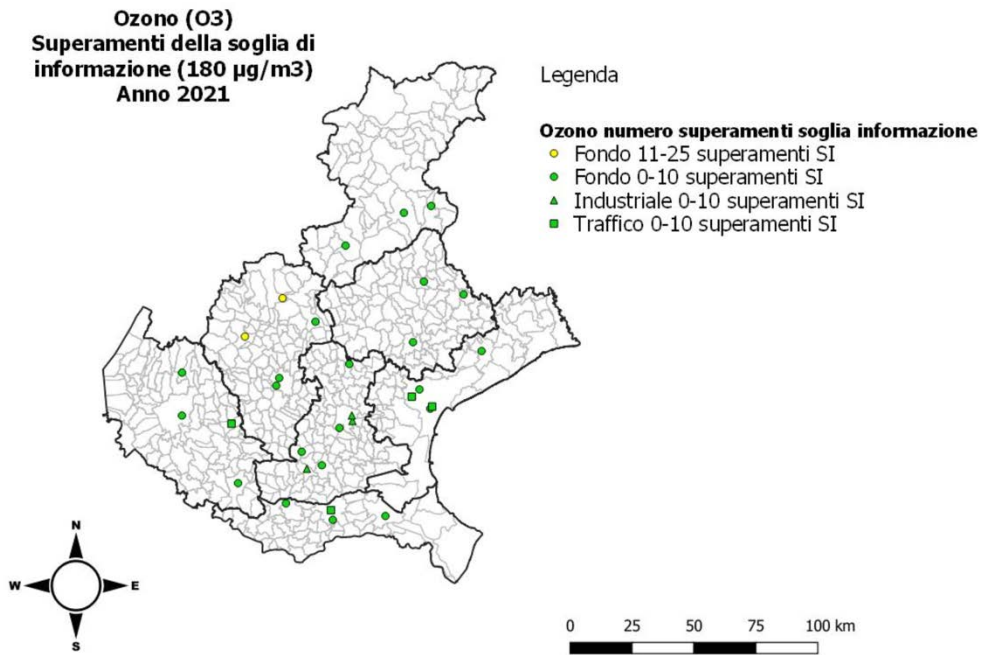 Ozono (O3)
Superamenti della soglia di
informazione (180 µg/m3)
Anno 2021
Legenda
Ozono numero superamenti soglia informazione
Fondo 11-25 superamenti SI
Fondo 0-10 superamenti SI
Industriale 0-10 superamenti SI
Traffico 0-10 superamenti SI
N
W E
S
0 25 50 75 100 km